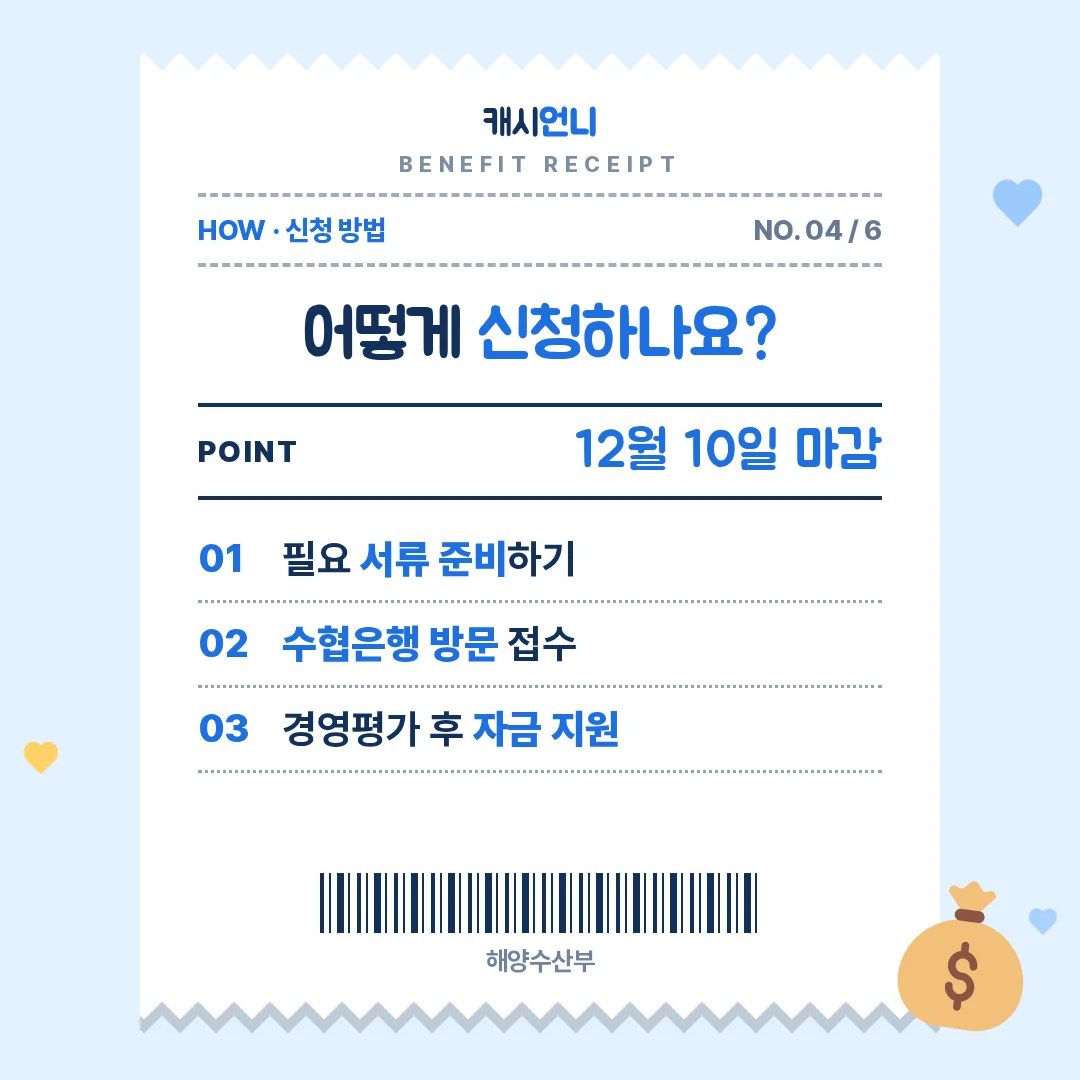 캐시언니
BENEFIT RECEIPT
HOW · 신청 방법 NO. 04 / 6
어떻게 신청하나요?
POINT 12월 10일 마감
01 필요 서류 준비하기
02 수협은행 방문 접수
03 경영평가 후 자금 지원
해양수산부
$